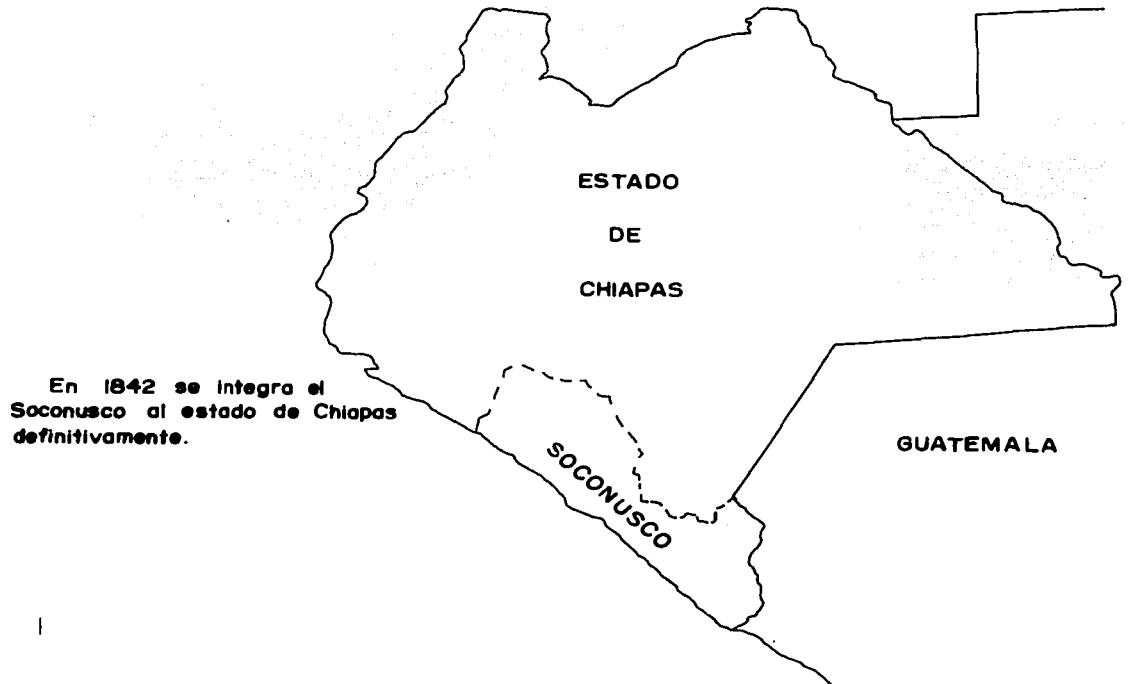 ESTADO
DE
CHIAPAS
En 1842 se integra el
Soconusco al estado de Chiapas
definitivamente.
GUATEMALA
SOCONUSCO